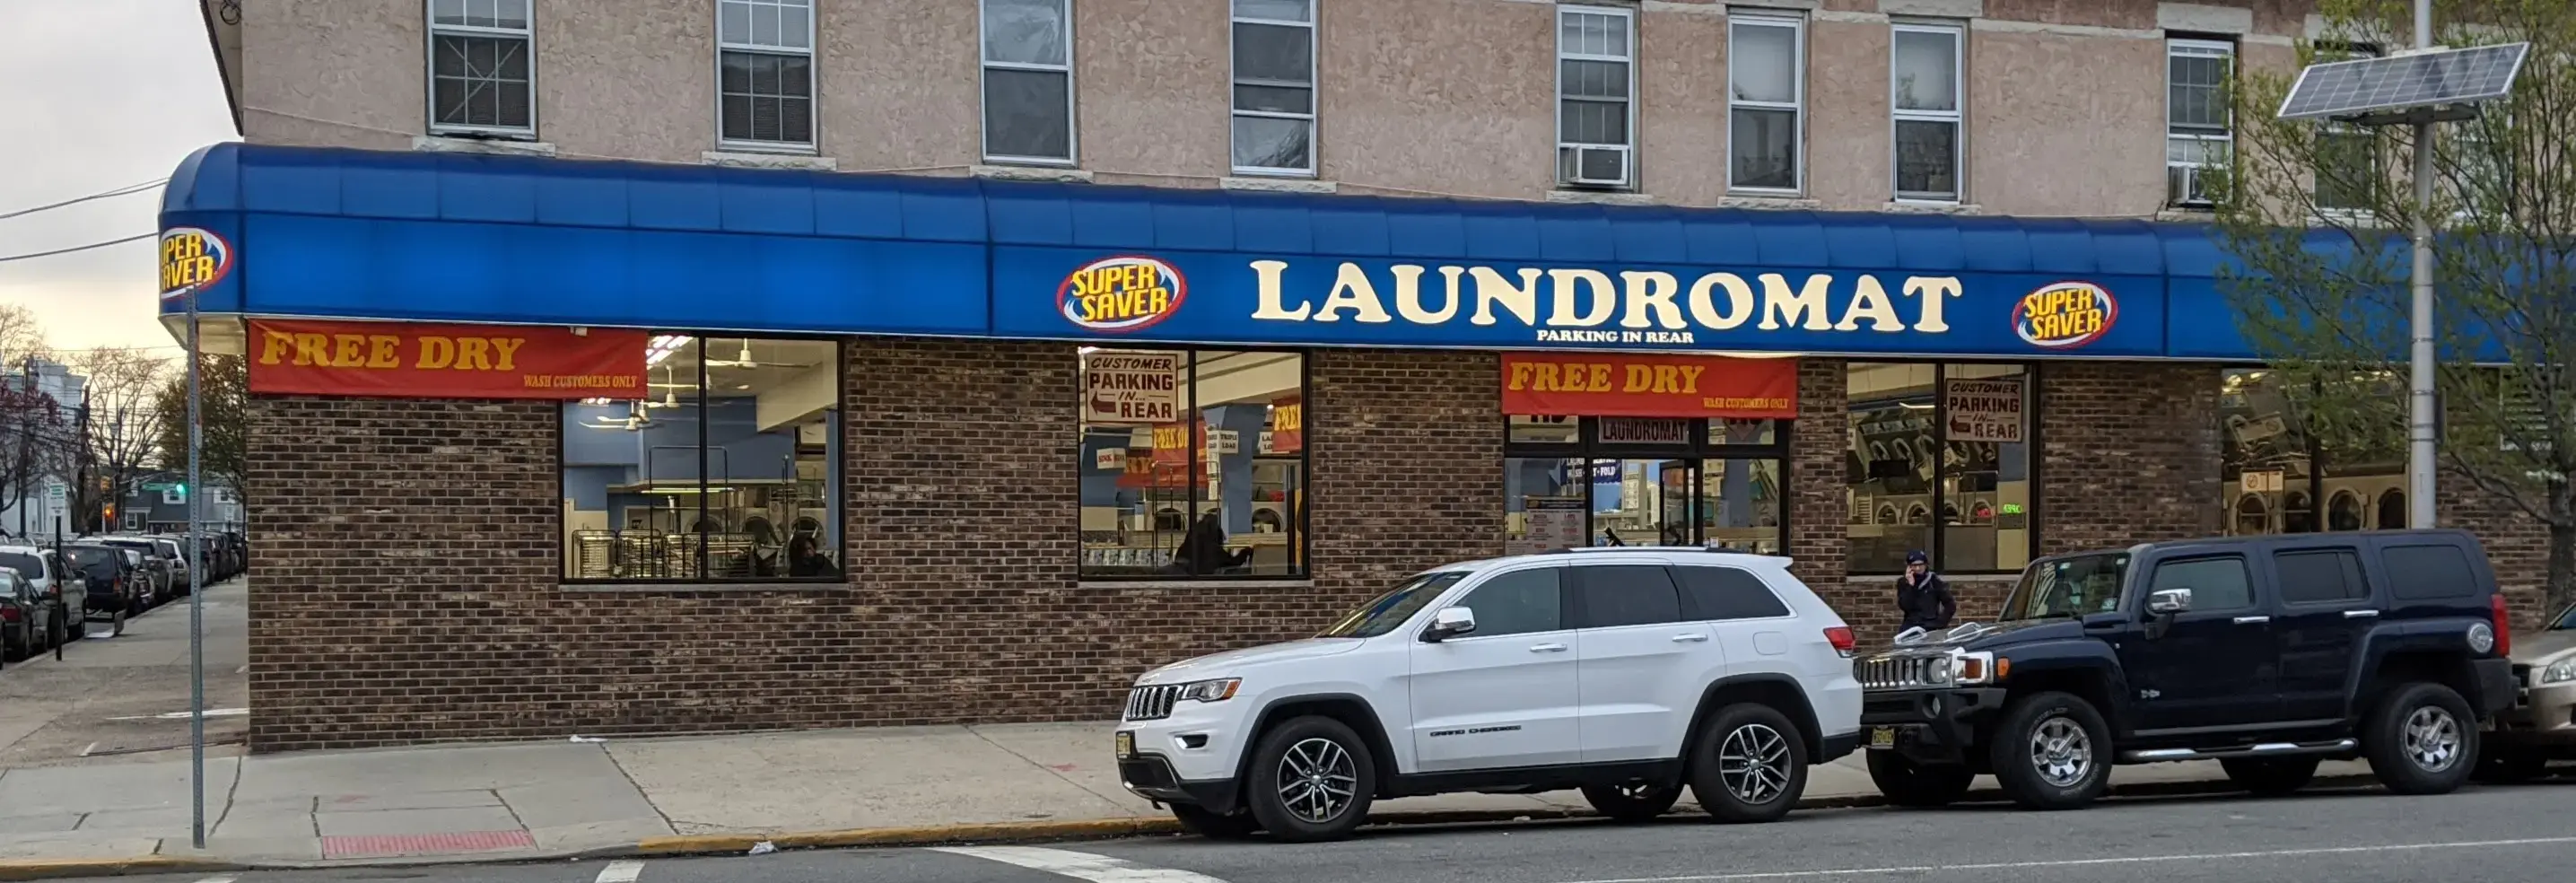 SUPER
SAVER
SUPER
SAVER
LAUNDROMAT
PARKING IN REAR
SUPER
SAVER
FREE DRY
WASH CUSTOMERS ONLY
CUSTOMER
PARKING
IN...
REAR
FREE DRY
WASH CUSTOMERS ONLY
LAUNDROMAT
CUSTOMER
PARKING
IN...
REAR
GRAND CHEROKEE